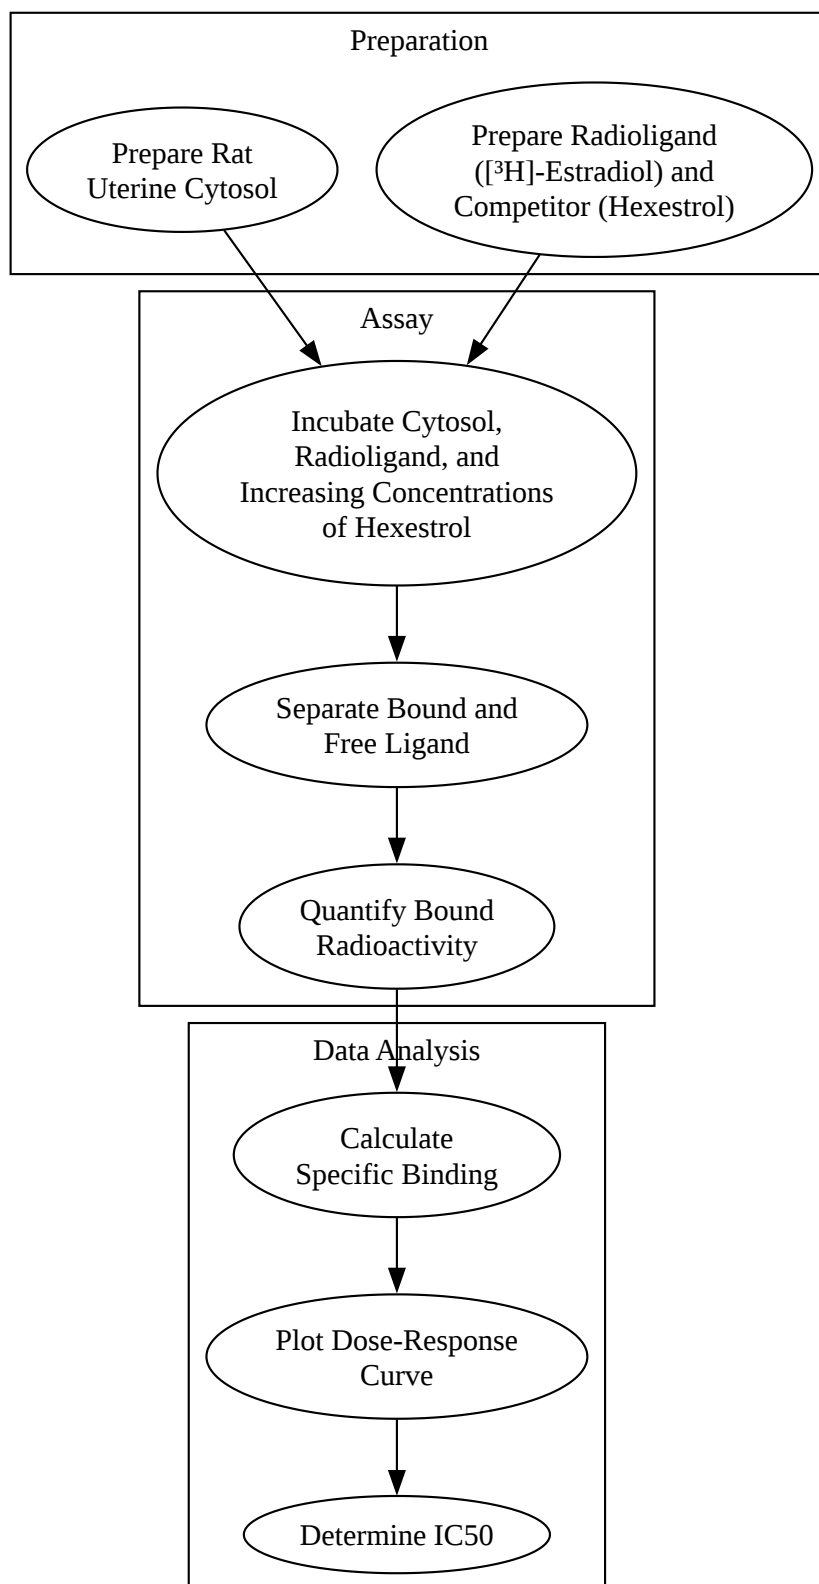 Preparation
Prepare Rat
Uterine Cytosol
Prepare Radioligand
([³H]-Estradiol) and
Competitor (Hexestrol)
Assay
Incubate Cytosol,
Radioligand, and
Increasing Concentrations
of Hexestrol
Separate Bound and
Free Ligand
Quantify Bound
Radioactivity
Data Analysis
Calculate
Specific Binding
Plot Dose-Response
Curve
Determine IC50